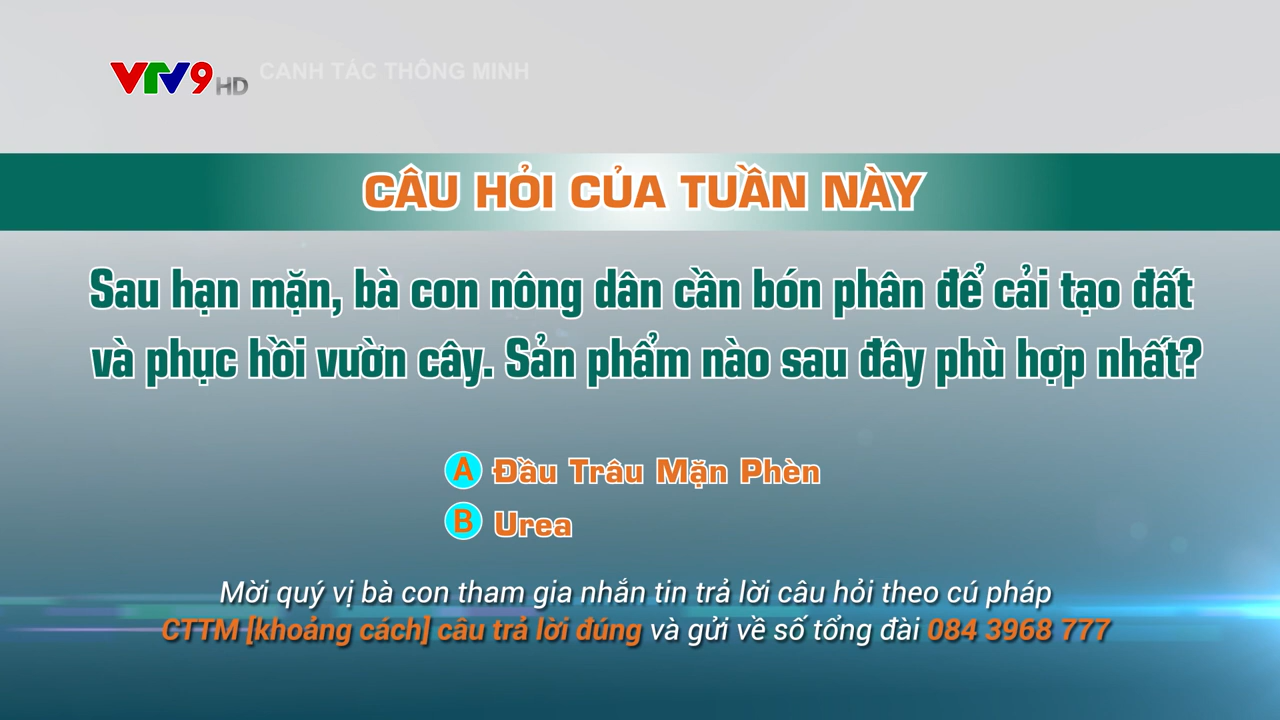 VTV9 HD CANH TÁC THÔNG MINH
CÂU HỎI CỦA TUẦN NÀY
Sau hạn mặn, bà con nông dân cần bón phân để cải tạo đất
và phục hồi vườn cây. Sản phẩm nào sau đây phù hợp nhất?
A Đầu Trâu Mặn Phèn
B Urea
Mời quý vị bà con tham gia nhắn tin trả lời câu hỏi theo cú pháp
CTTM [khoảng cách] câu trả lời đúng và gửi về số tổng đài 084 3968 777